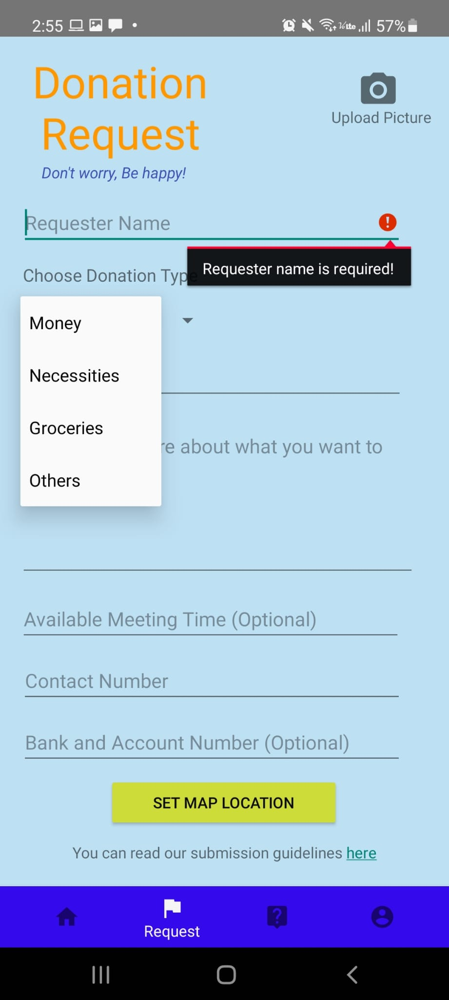 2:55
57%
Donation
Request
Upload Picture
Don't worry, Be happy!
Requester Name
Requester name is required!
Choose Donation Type
Money
Necessities
Groceries
about what you want to
Others
Available Meeting Time (Optional)
Contact Number
Bank and Account Number (Optional)
SET MAP LOCATION
You can read our submission guidelines here
Request